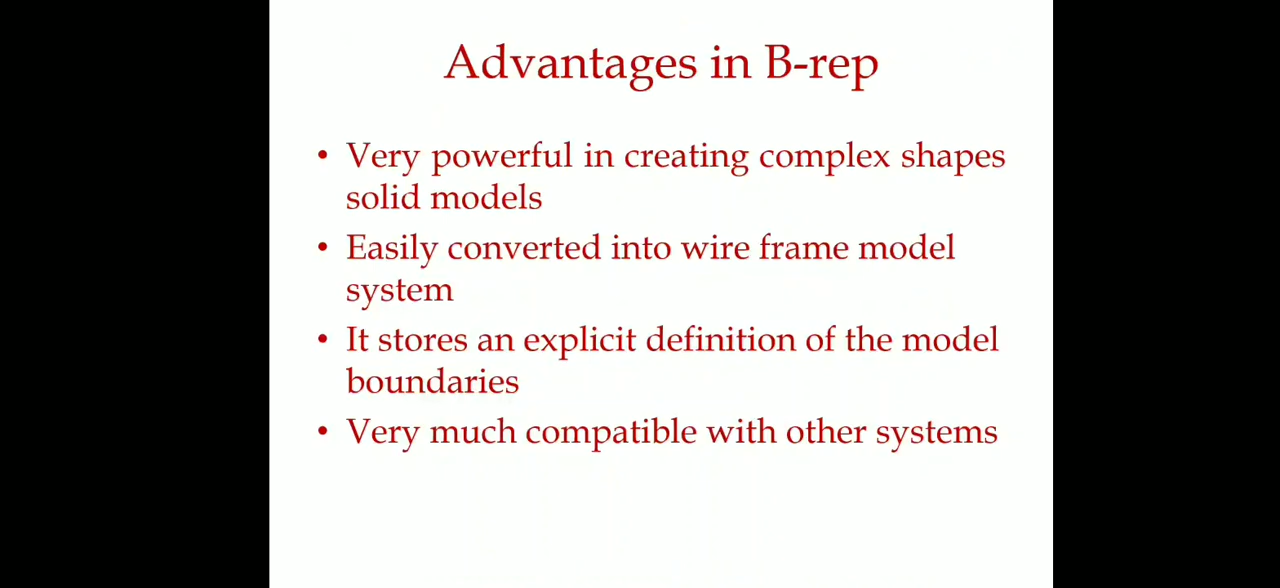 Advantages in B-rep
• Very powerful in creating complex shapes
solid models
• Easily converted into wire frame model
system
• It stores an explicit definition of the model
boundaries
• Very much compatible with other systems